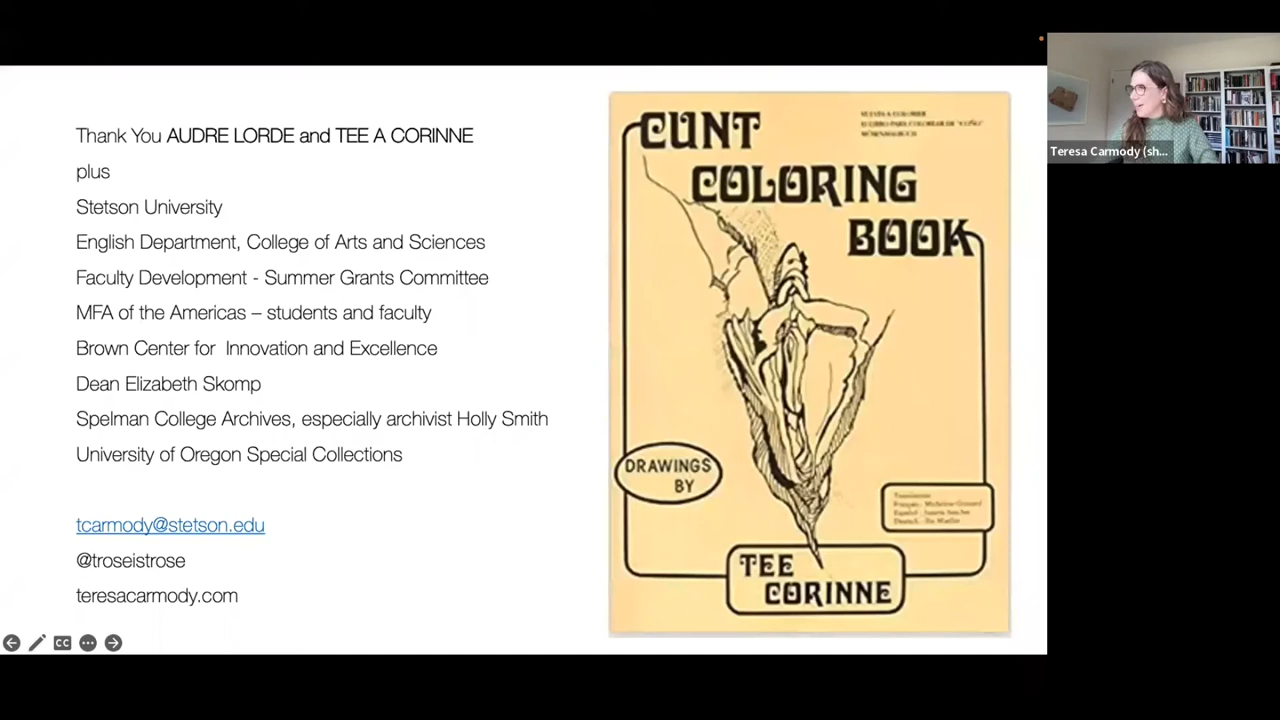 Thank You AUDRE LORDE and TEE A CORINNE
plus
Stetson University
English Department, College of Arts and Sciences
Faculty Development - Summer Grants Committee
MFA of the Americas – students and faculty
Brown Center for Innovation and Excellence
Dean Elizabeth Skomp
Spelman College Archives, especially archivist Holly Smith
University of Oregon Special Collections
tcarmody@stetson.edu
@troseistrose
teresacarmody.com
CUNT
COLORING
BOOK
DRAWINGS
BY
TEE
CORINNE
CC
Teresa Carmody (sh...